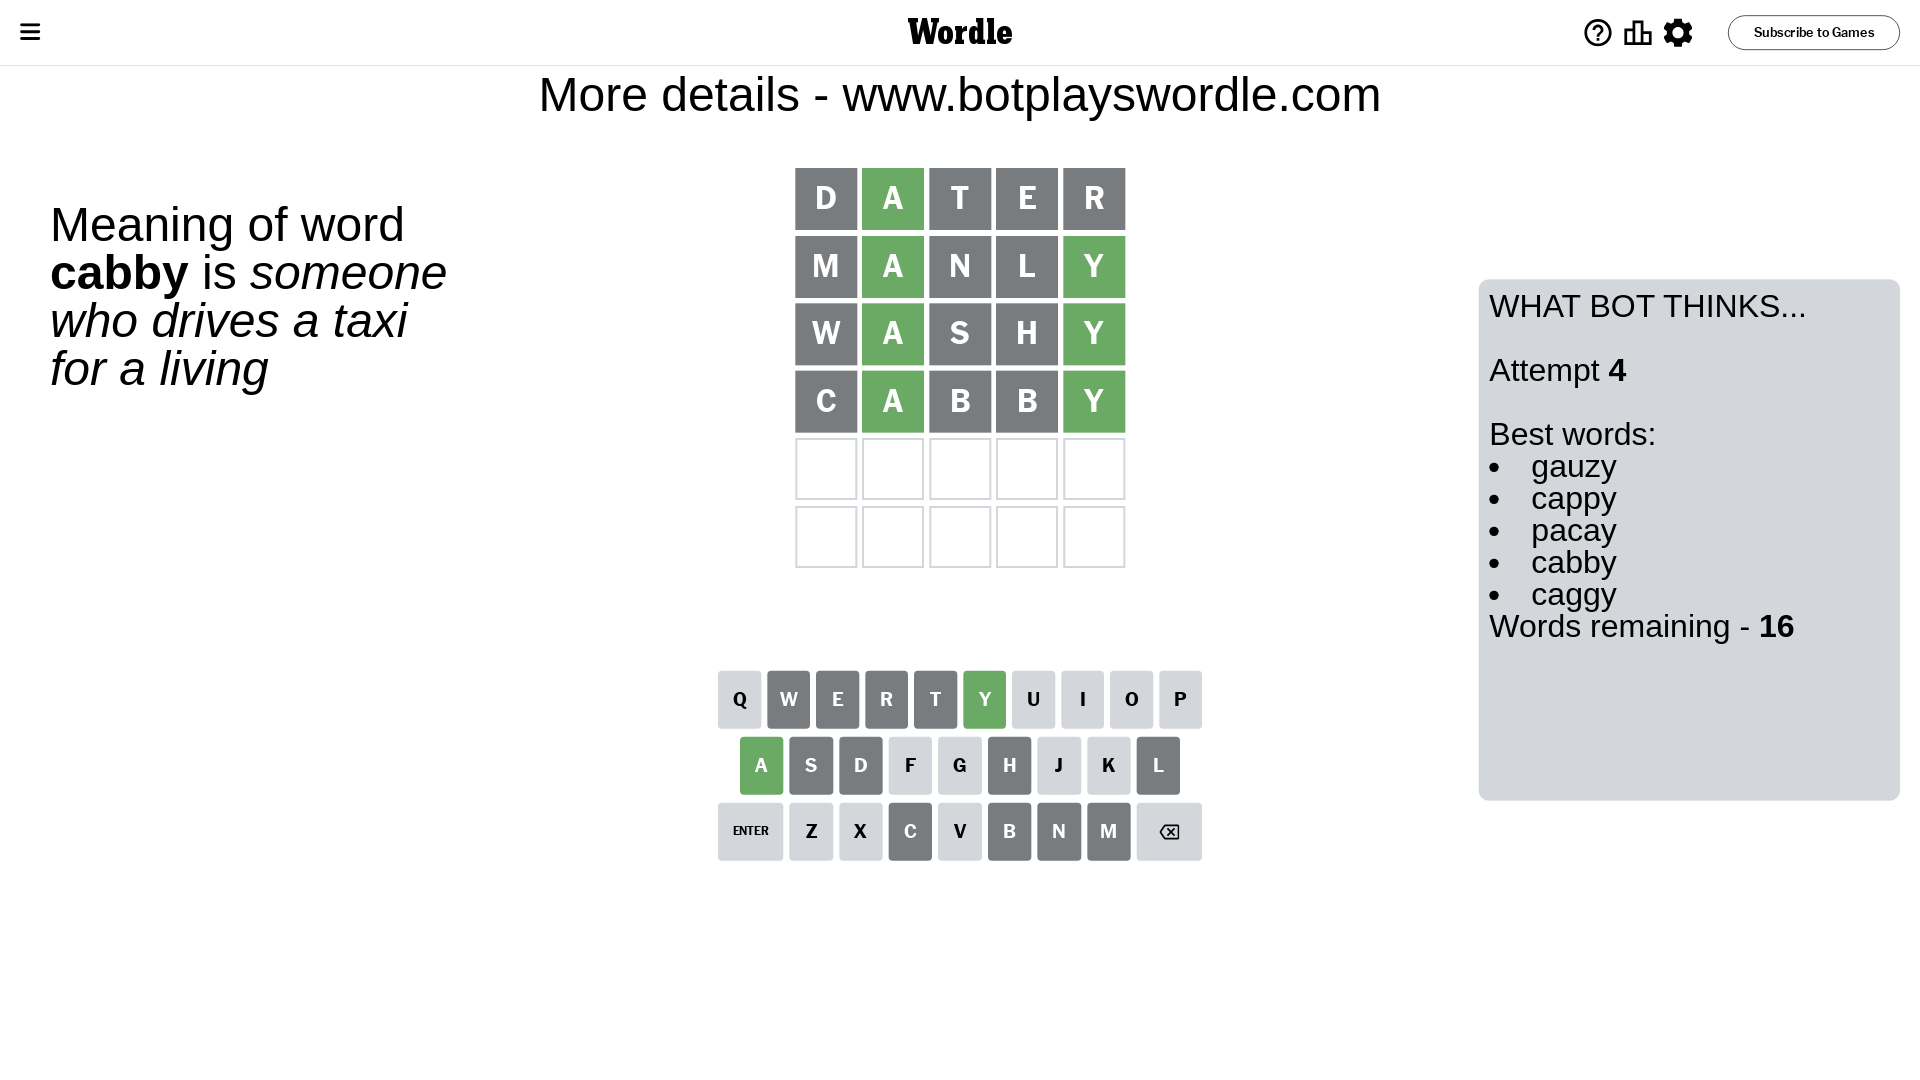 Wordle
Subscribe to Games
More details - www.botplayswordle.com
Meaning of word
cabby is someone
who drives a taxi
for a living
D A T E R
M A N L Y
W A S H Y
C A B B Y
WHAT BOT THINKS...
Attempt 4
Best words:
• gauzy
• cappy
• pacay
• cabby
• caggy
Words remaining - 16
Q W E R T Y U I O P
A S D F G H J K L
ENTER Z X C V B N M